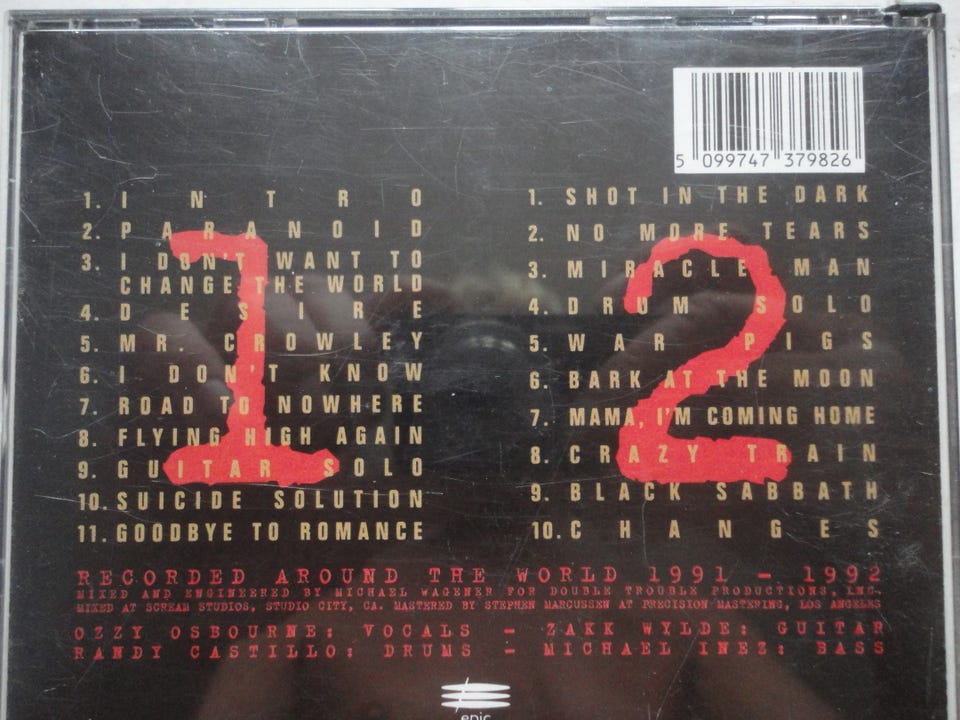 5 099747 379826
1. INTRO
2. PARANOID
3. I DON'T WANT TO
CHANGE THE WORLD
4. DESIRE
5. MR. CROWLEY
6. I DON'T KNOW
7. ROAD TO NOWHERE
8. FLYING HIGH AGAIN
9. GUITAR SOLO
10. SUICIDE SOLUTION
11. GOODBYE TO ROMANCE
1
1. SHOT IN THE DARK
2. NO MORE TEARS
3. MIRACLE MAN
4. DRUM SOLO
5. WAR PIGS
6. BARK AT THE MOON
7. MAMA, I'M COMING HOME
8. CRAZY TRAIN
9. BLACK SABBATH
10. CHANGES
2
RECORDED AROUND THE WORLD 1991 - 1992
MIXED AND ENGINEERED BY MICHAEL WAGENER FOR DOUBLE TROUBLE PRODUCTIONS, INC.
MIXED AT SCREAM STUDIOS, STUDIO CITY, CA. MASTERED BY STEPHEN MARCUSSEN AT PRECISION MASTERING, LOS ANGELES
OZZY OSBOURNE: VOCALS - ZAKK WYLDE: GUITAR
RANDY CASTILLO: DRUMS - MICHAEL INEZ: BASS
epic